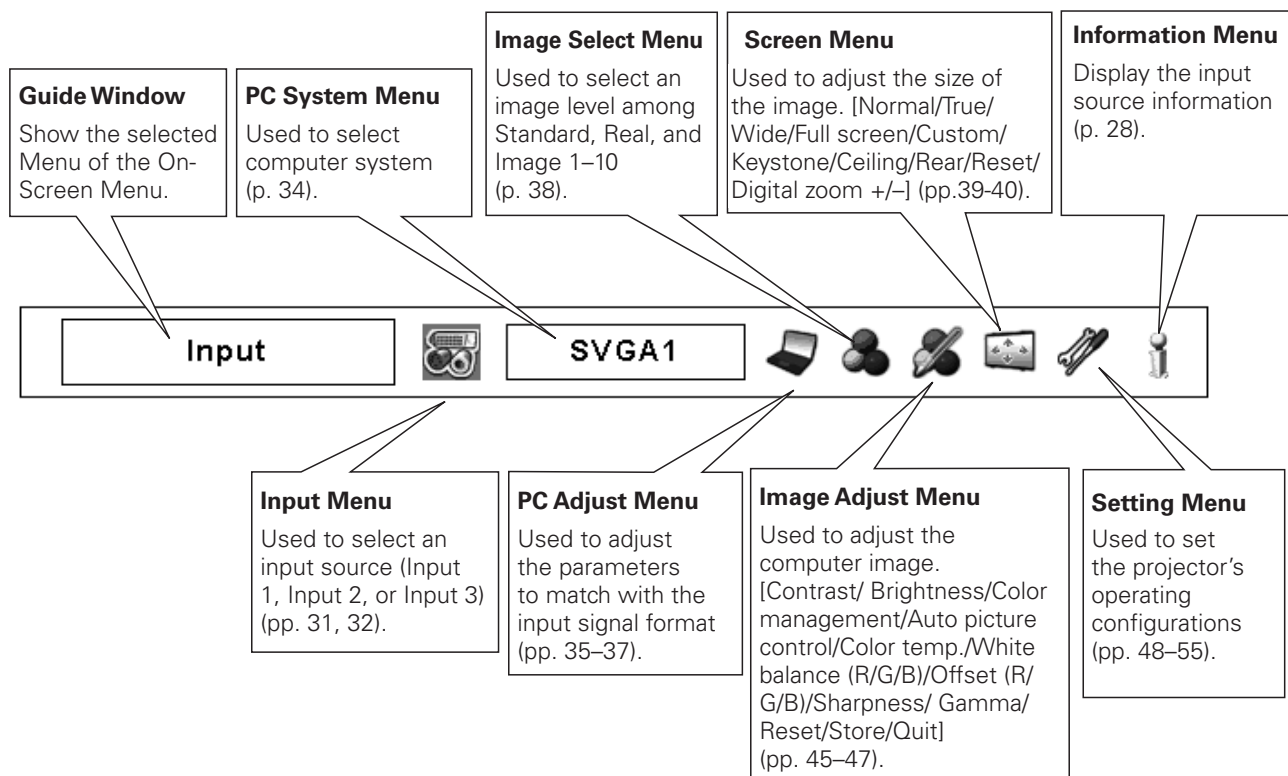 Guide Window
Show the selected
Menu of the On-
Screen Menu.
PC System Menu
Used to select
computer system
(p. 34).
Image Select Menu
Used to select an
image level among
Standard, Real, and
Image 1–10
(p. 38).
Screen Menu
Used to adjust the size of
the image. [Normal/True/
Wide/Full screen/Custom/
Keystone/Ceiling/Rear/Reset/
Digital zoom +/–] (pp.39-40).
Information Menu
Display the input
source information
(p. 28).
Input
SVGA1
Input Menu
Used to select an
input source (Input
1, Input 2, or Input 3)
(pp. 31, 32).
PC Adjust Menu
Used to adjust
the parameters
to match with the
input signal format
(pp. 35–37).
Image Adjust Menu
Used to adjust the
computer image.
[Contrast/ Brightness/Color
management/Auto picture
control/Color temp./White
balance (R/G/B)/Offset (R/
G/B)/Sharpness/ Gamma/
Reset/Store/Quit]
(pp. 45–47).
Setting Menu
Used to set
the projector's
operating
configurations
(pp. 48–55).